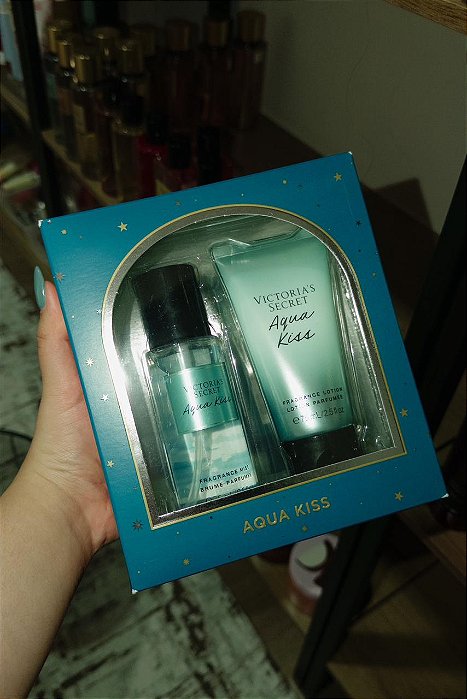 VICTORIA'S
SECRET
Aqua
Kiss
FRAGRANCE LOTION
LOTION PARFUMÉE
VICTORIA'S
SECRET
Aqua Kiss
FRAGRANCE MIST
BRUME PARFUMÉE
AQUA KISS